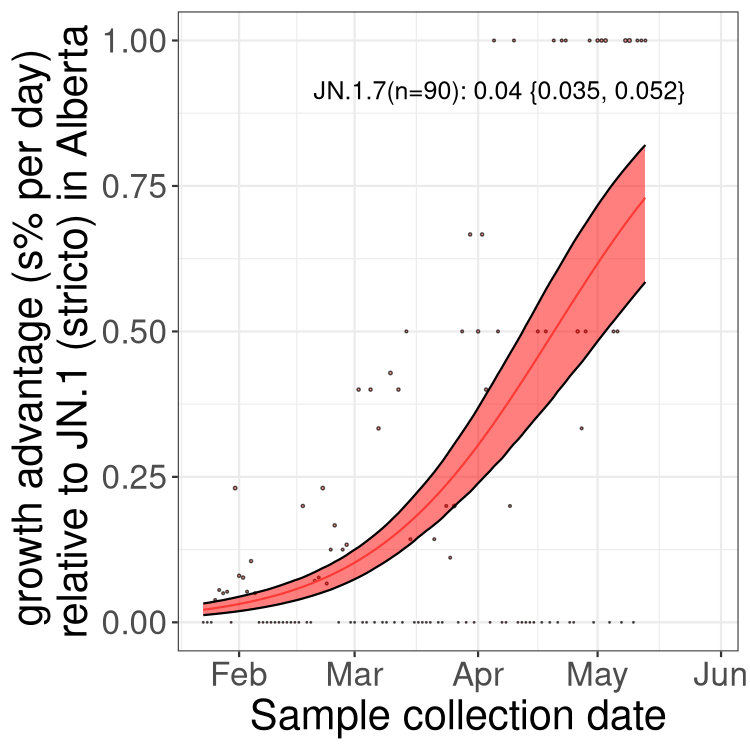 growth advantage (s% per day)
relative to JN.1 (stricto) in Alberta
1.00
0.75
0.50
0.25
0.00
JN.1.7(n=90): 0.04 {0.035, 0.052}
Feb Mar Apr May Jun
Sample collection date